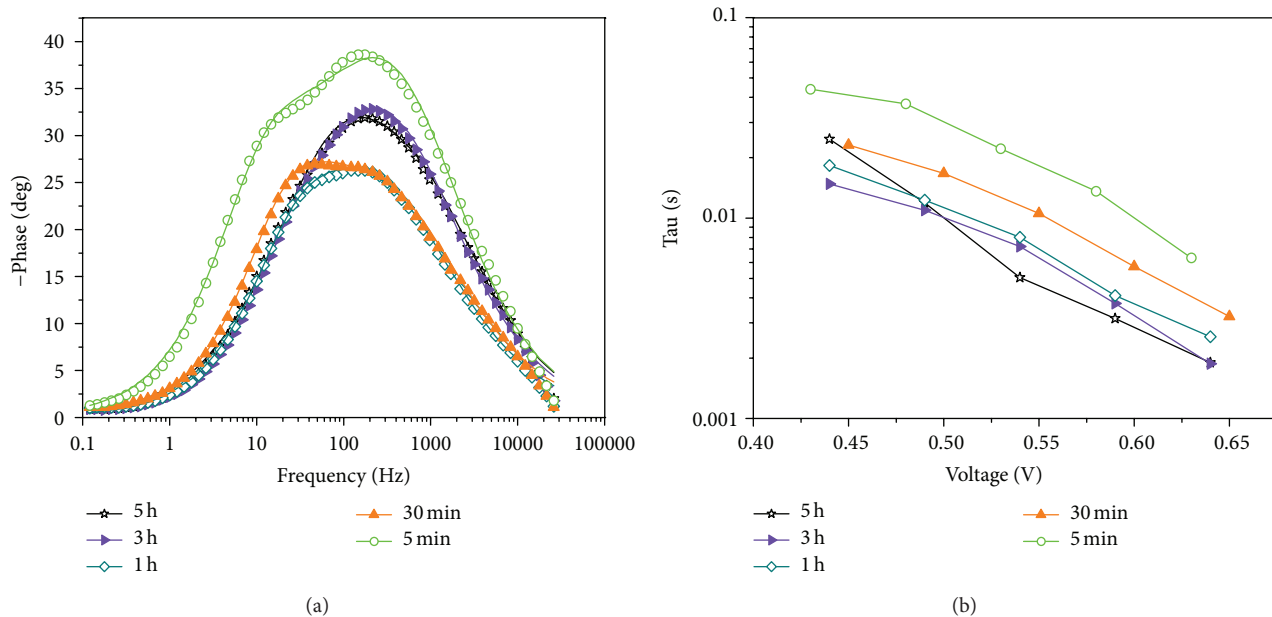 40
35
30
25
20
15
10
5
0
−Phase (deg)
0.1 1 10 100 1000 10000 100000
Frequency (Hz)
5 h
3 h
1 h
30 min
5 min
(a)
0.1
0.01
0.001
Tau (s)
0.40 0.45 0.50 0.55 0.60 0.65
Voltage (V)
5 h
3 h
1 h
30 min
5 min
(b)